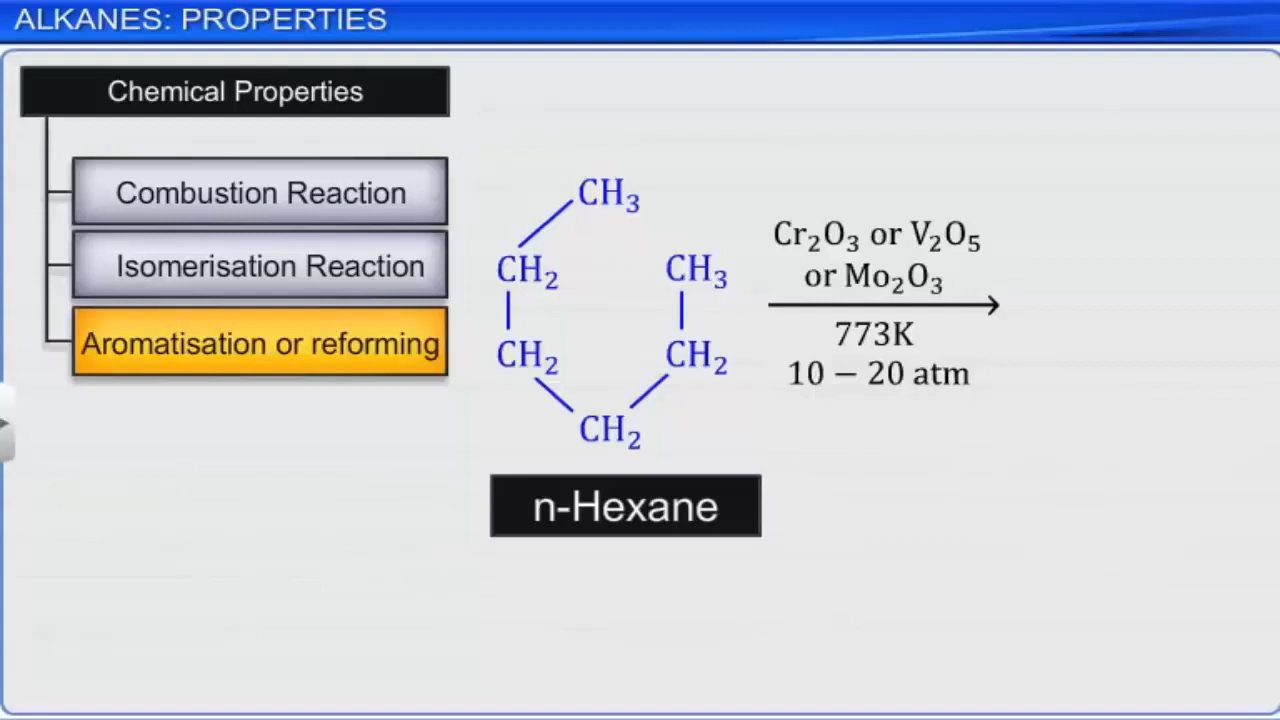 ALKANES: PROPERTIES
Chemical Properties
Combustion Reaction
Isomerisation Reaction
Aromatisation or reforming
CH₃
CH₂ CH₃
CH₂ CH₂
CH₂
n-Hexane
Cr₂O₃ or V₂O₅
or Mo₂O₃
773K
10 − 20 atm